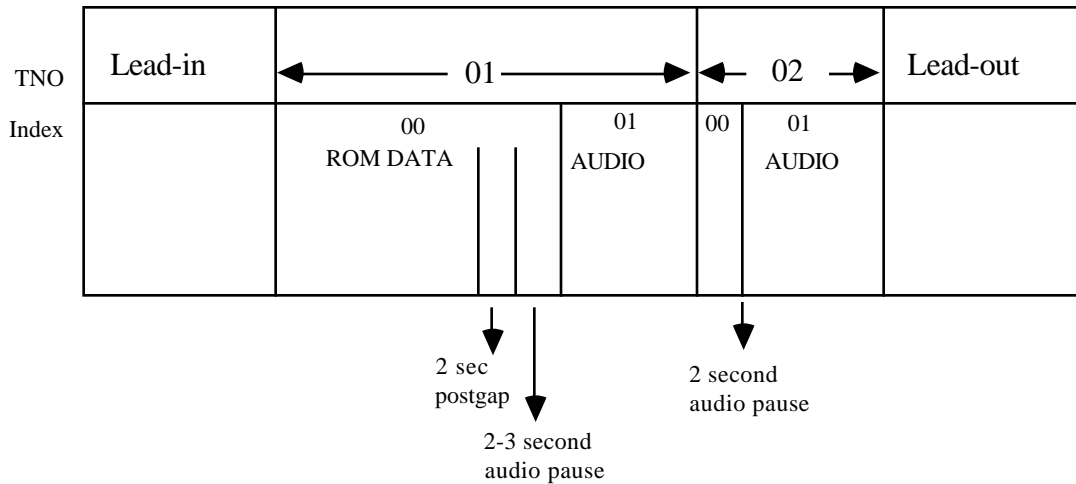 TNO
Lead-in
01
02
Lead-out
Index
00
ROM DATA
01
AUDIO
00
01
AUDIO
2 sec
postgap
2-3 second
audio pause
2 second
audio pause